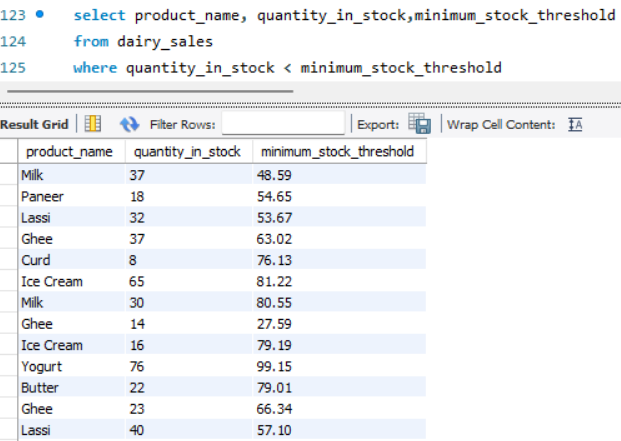 123 select product_name, quantity_in_stock,minimum_stock_threshold
124 from dairy_sales
125 where quantity_in_stock < minimum_stock_threshold
Result Grid Filter Rows: Export: Wrap Cell Content: IA
product_name quantity_in_stock minimum_stock_threshold
Milk 37 48.59
Paneer 18 54.65
Lassi 32 53.67
Ghee 37 63.02
Curd 8 76.13
Ice Cream 65 81.22
Milk 30 80.55
Ghee 14 27.59
Ice Cream 16 79.19
Yogurt 76 99.15
Butter 22 79.01
Ghee 23 66.34
Lassi 40 57.10